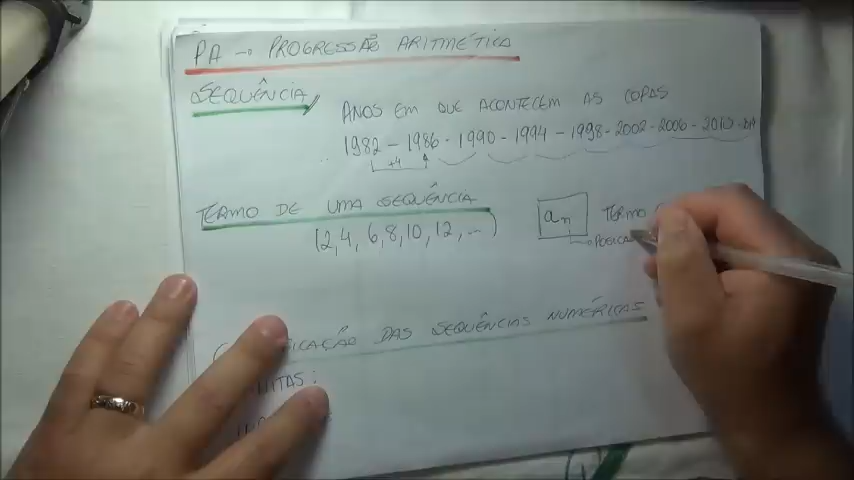 PA → PROGRESSÃO ARITMÉTICA
SEQUÊNCIA
ANOS EM QUE ACONTECEM AS COPAS
1982 - 1986 - 1990 - 1994 - 1998 - 2002 - 2006 - 2010 -
+4
TERMO DE UMA SEQUÊNCIA
(2, 4, 6, 8, 10, 12, ...)
an
TERMO
DAS SEQUÊNCIAS NUMÉRICAS